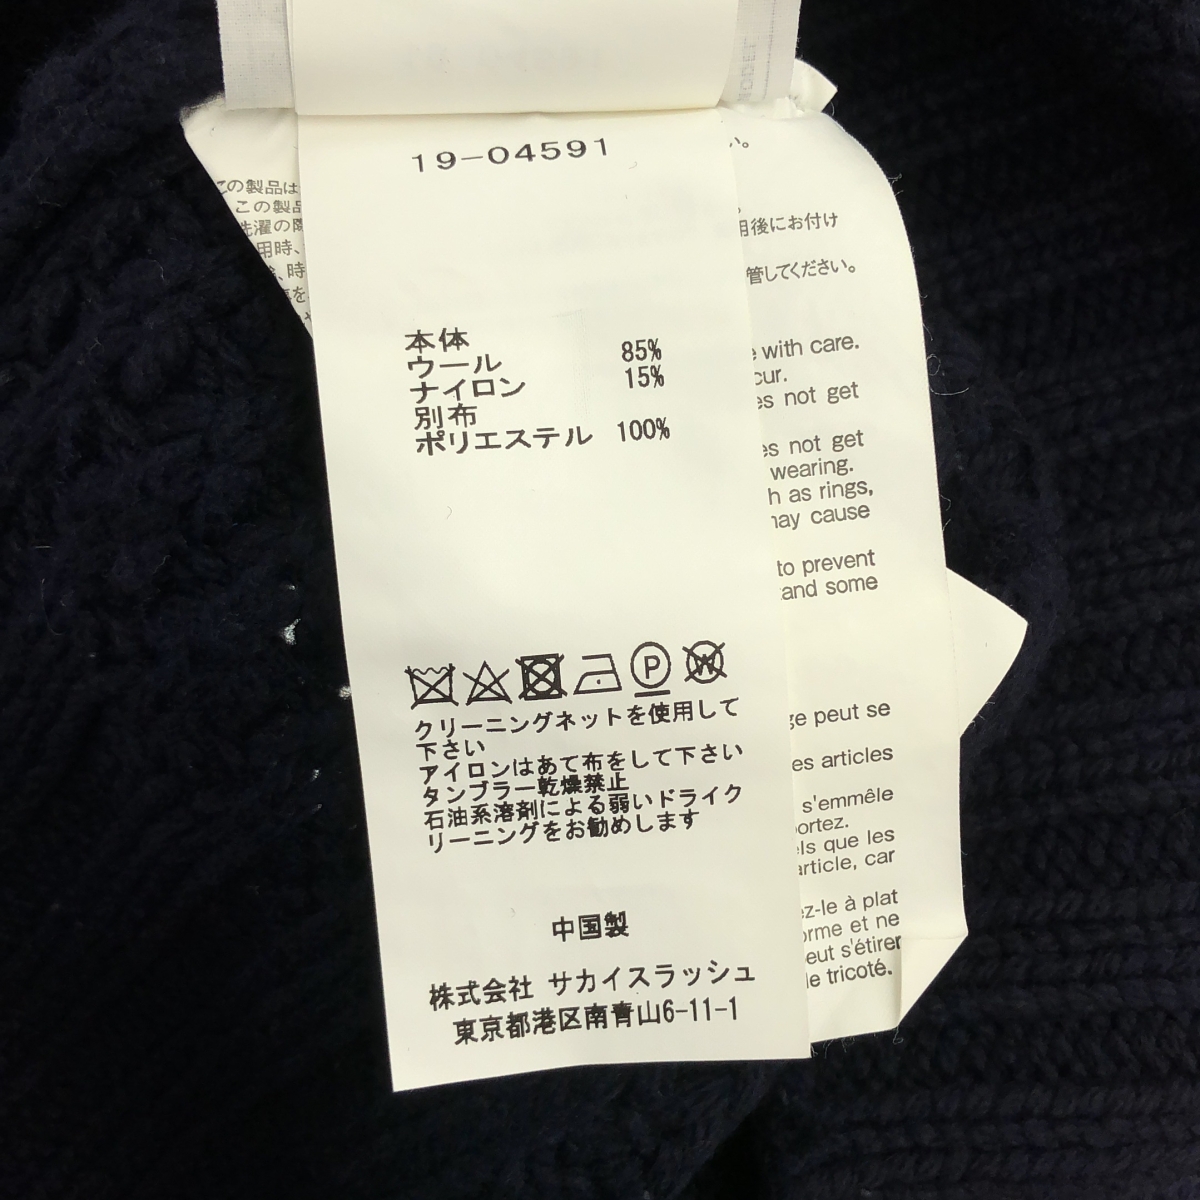 MODEL
19-04591
い。
この製品は
この製品
洗濯の際
用時、
時
を
用後にお付け
管してください。
本体
ウール 85%
ナイロン 15%
別布
ポリエステル 100%
with care.
cur.
es not get
es not get
wearing.
h as rings,
may cause
to prevent
and some
P
W
クリーニングネットを使用して
下さい
アイロンはあて布をして下さい
タンブラー乾燥禁止
石油系溶剤による弱いドライク
リーニングをお勧めします
ge peut se
es articles
s'emmêle
portez.
els que les
article, car
ez-le à plat
orme et ne
peut s'étirer
le tricoté.
中国製
株式会社 サカイスラッシュ
東京都港区南青山6-11-1